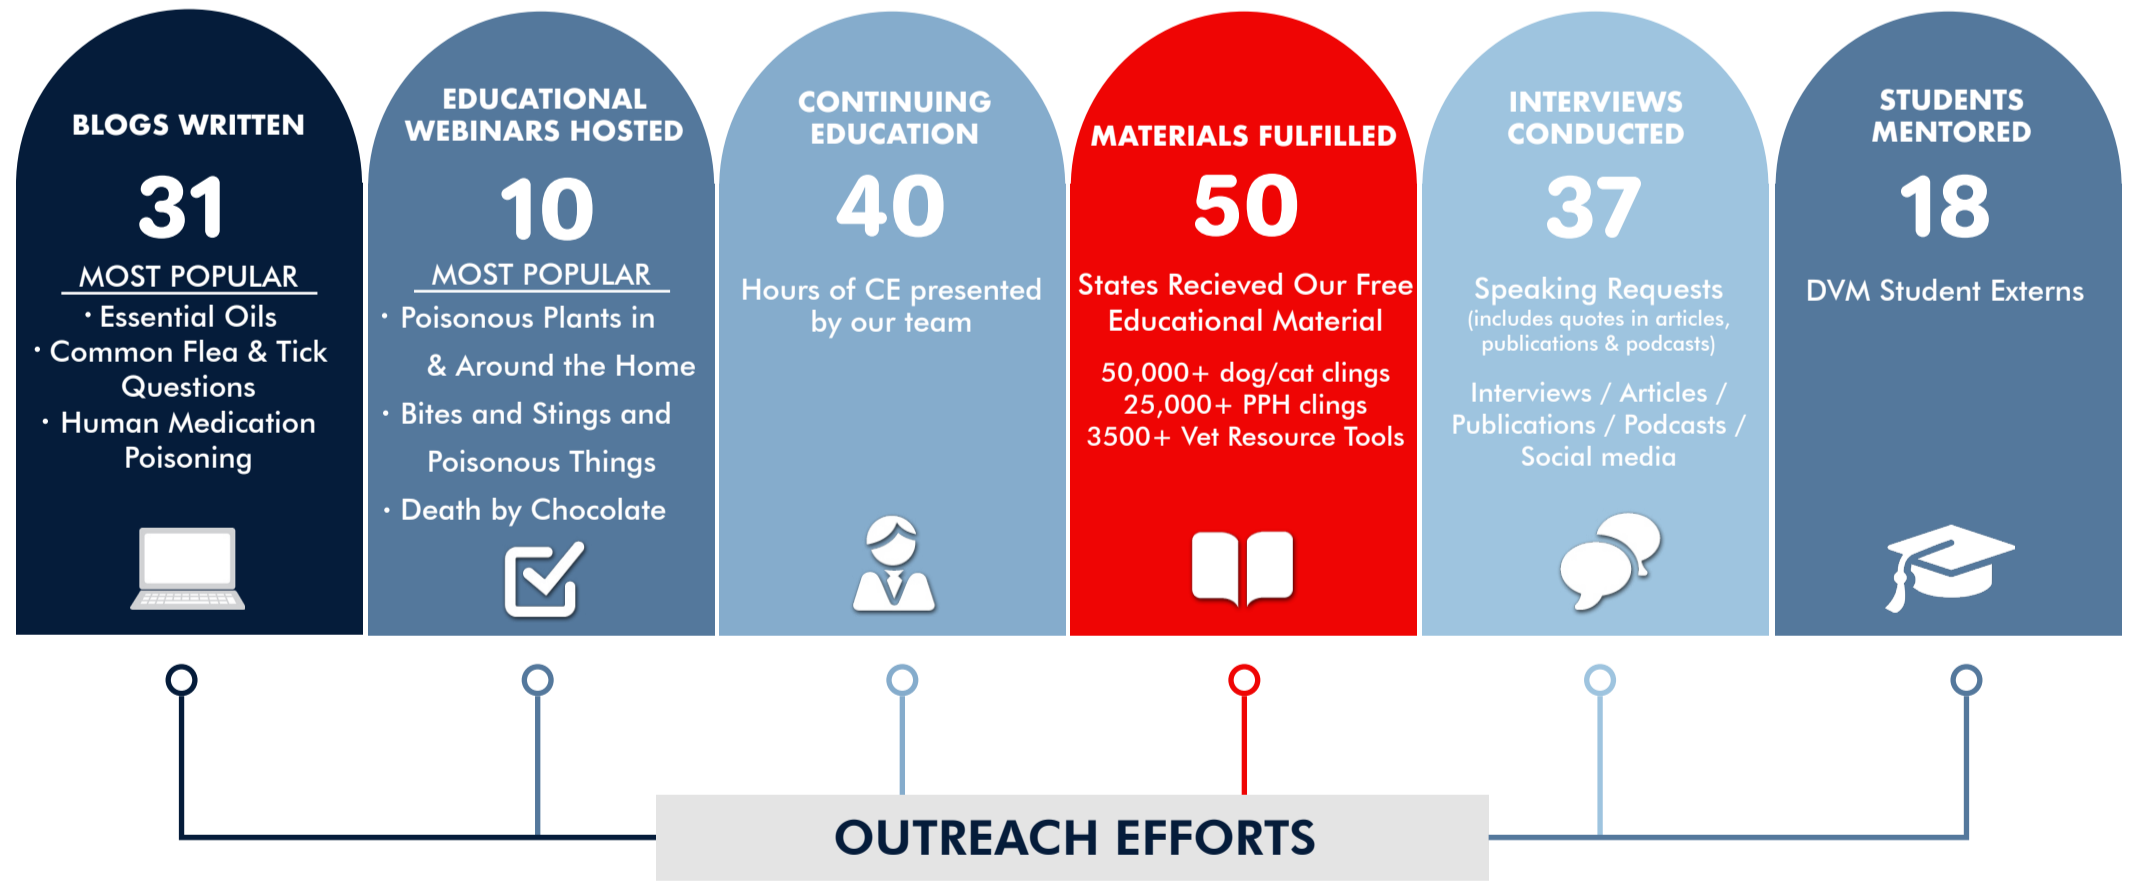 BLOGS WRITTEN
31
MOST POPULAR
· Essential Oils
· Common Flea & Tick
Questions
· Human Medication
Poisoning
EDUCATIONAL
WEBINARS HOSTED
10
MOST POPULAR
· Poisonous Plants in
& Around the Home
· Bites and Stings and
Poisonous Things
· Death by Chocolate
CONTINUING
EDUCATION
40
Hours of CE presented
by our team
MATERIALS FULFILLED
50
States Recieved Our Free
Educational Material
50,000+ dog/cat clings
25,000+ PPH clings
3500+ Vet Resource Tools
INTERVIEWS
CONDUCTED
37
Speaking Requests
(includes quotes in articles,
publications & podcasts)
Interviews / Articles /
Publications / Podcasts /
Social media
STUDENTS
MENTORED
18
DVM Student Externs
OUTREACH EFFORTS